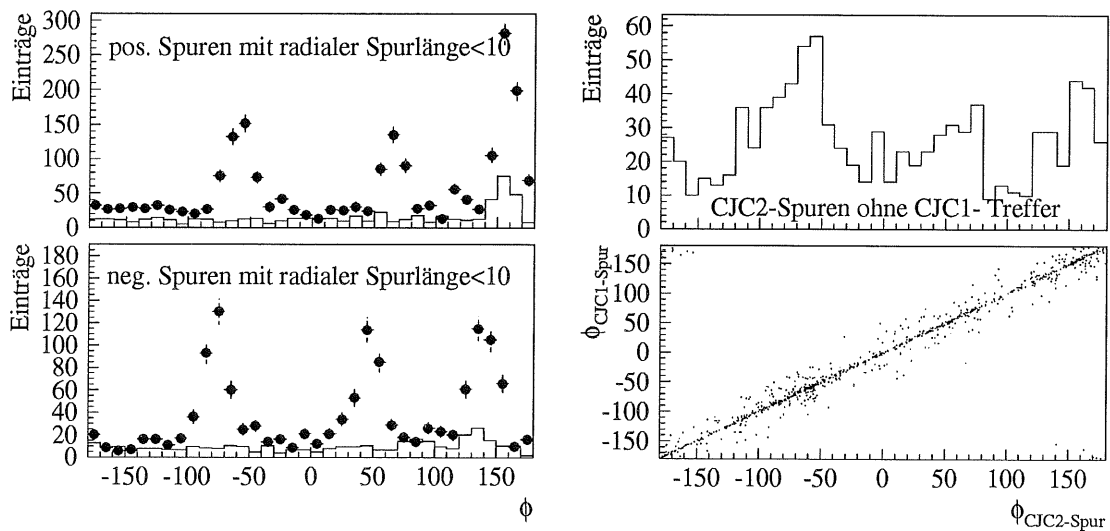 Einträge
300
250
200
150
100
50
0
pos. Spuren mit radialer Spurlänge<10
Einträge
180
160
140
120
100
80
60
40
20
0
neg. Spuren mit radialer Spurlänge<10
-150 -100 -50 0 50 100 150
ϕ
Einträge
60
50
40
30
20
10
0
CJC2-Spuren ohne CJC1- Treffer
ϕCJC1-Spur
150
100
50
0
-50
-100
-150
-150 -100 -50 0 50 100 150
ϕCJC2-Spur